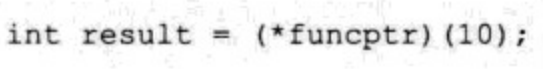 int result = (*funcptr)(10);